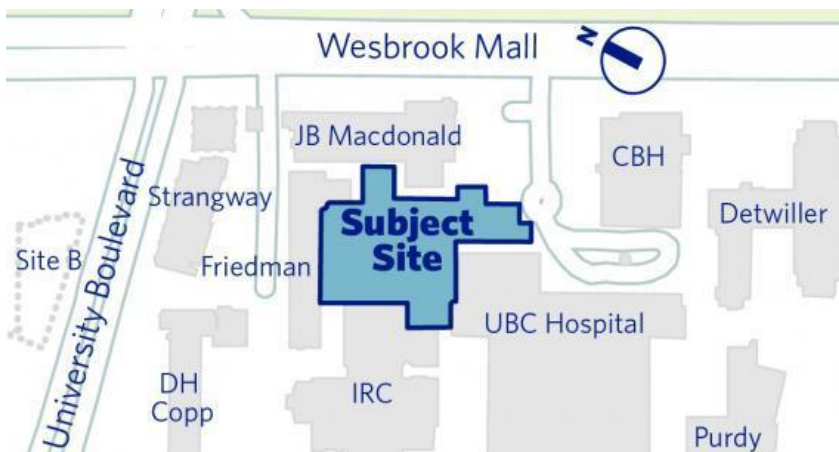 Wesbrook Mall
N
JB Macdonald
CBH
Strangway
Detwiller
Subject
Site
Site B
Friedman
University Boulevard
UBC Hospital
DH
Copp
IRC
Purdy